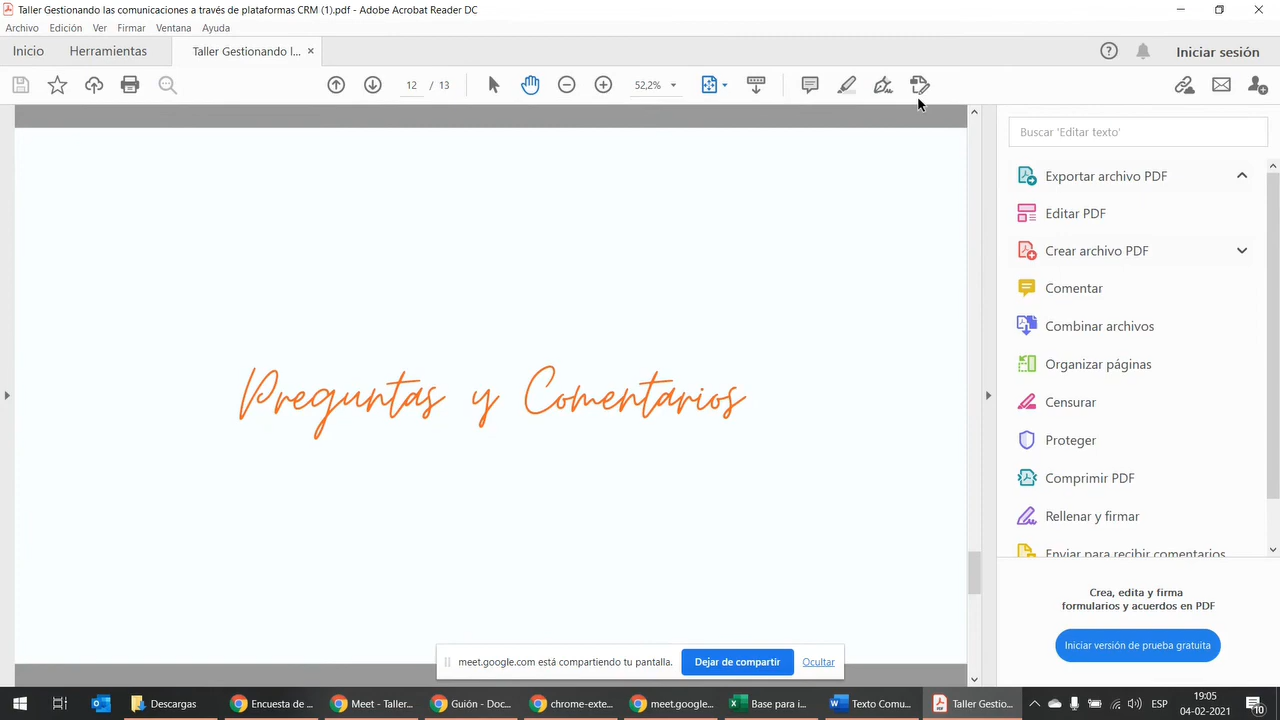 Taller Gestionando las comunicaciones a través de plataformas CRM (1).pdf - Adobe Acrobat Reader DC
Archivo Edición Ver Firmar Ventana Ayuda
Inicio Herramientas Taller Gestionando l... × Iniciar sesión
12 / 13 52,2%
Buscar 'Editar texto'
Exportar archivo PDF
Editar PDF
Crear archivo PDF
Comentar
Combinar archivos
Organizar páginas
Censurar
Proteger
Comprimir PDF
Rellenar y firmar
Enviar para recibir comentarios
Preguntas y Comentarios
Crea, edita y firma
formularios y acuerdos en PDF
Iniciar versión de prueba gratuita
meet.google.com está compartiendo tu pantalla. Dejar de compartir Ocultar
Descargas Encuesta de ... Meet - Taller... Guión - Doc... chrome-exte... meet.google... Base para i... Texto Comu... Taller Gestio... ESP 19:05
04-02-2021 10